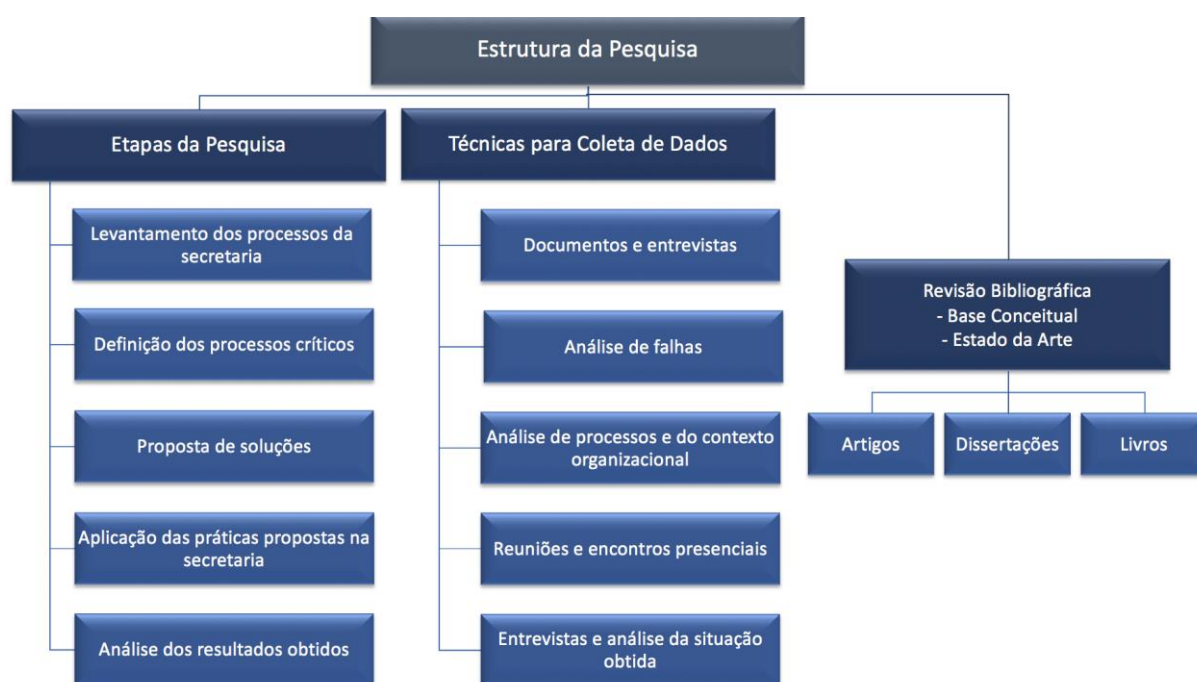 Estrutura da Pesquisa
Etapas da Pesquisa
Levantamento dos processos da
secretaria
Definição dos processos críticos
Proposta de soluções
Aplicação das práticas propostas na
secretaria
Análise dos resultados obtidos
Técnicas para Coleta de Dados
Documentos e entrevistas
Análise de falhas
Análise de processos e do contexto
organizacional
Reuniões e encontros presenciais
Entrevistas e análise da situação
obtida
Revisão Bibliográfica
- Base Conceitual
- Estado da Arte
Artigos
Dissertações
Livros